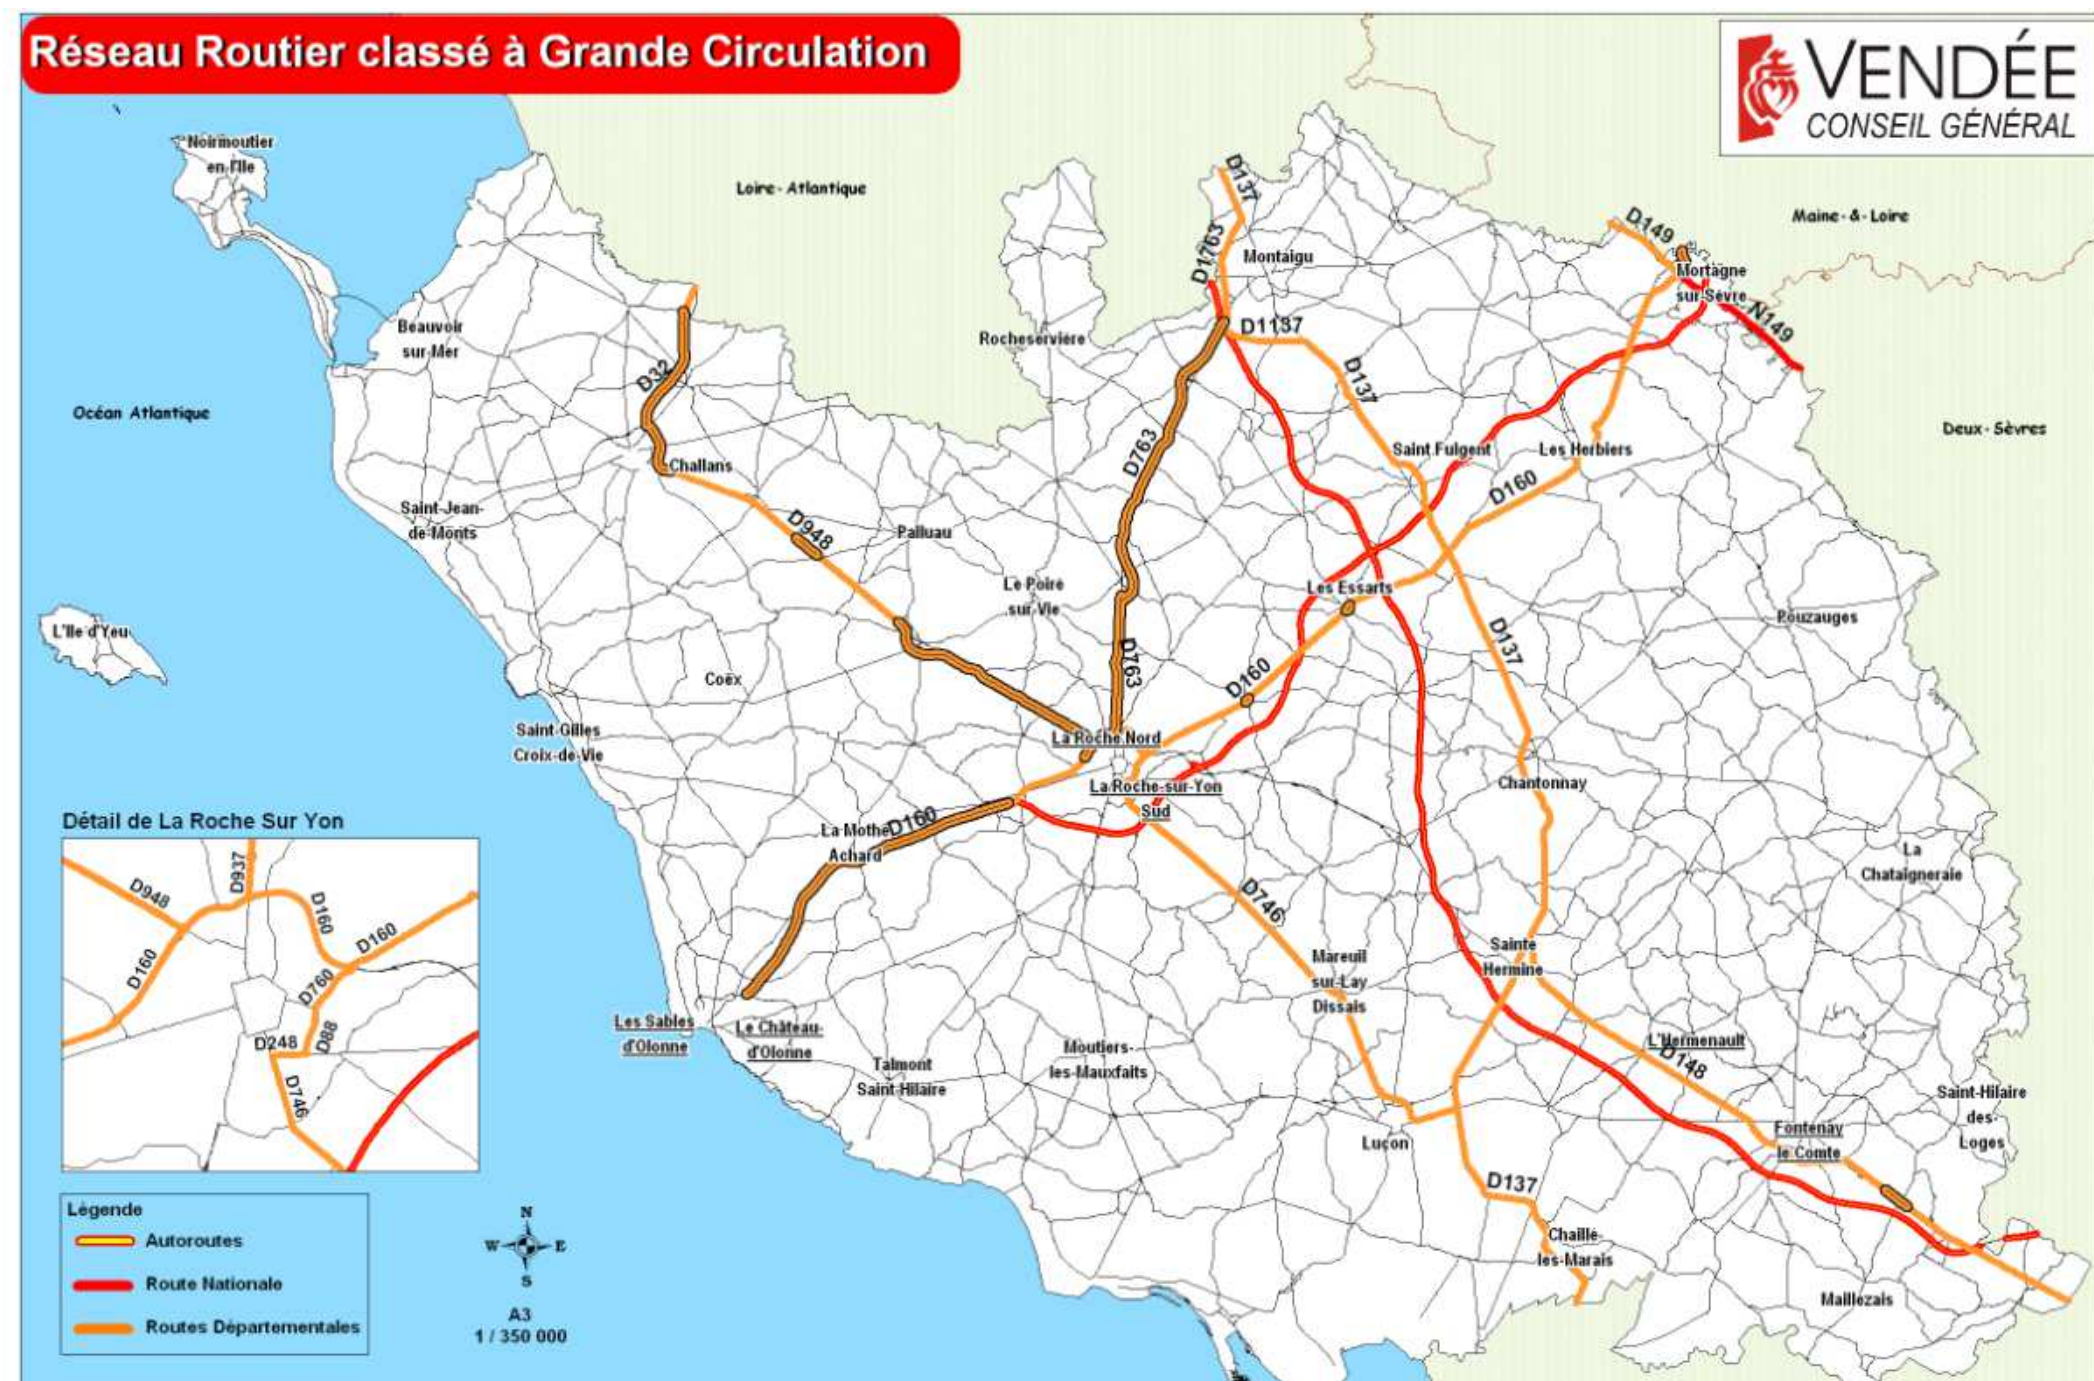 Réseau Routier classé à Grande Circulation
VENDÉE
CONSEIL GÉNÉRAL
Noirmoutier
en-l'Ile
Loire-Atlantique
D137
Maine-&-Loire
D149
D1763
Montaigu
Mortagne
sur-Sèvre
N149
Beauvoir
sur-Mer
Rocheservière
D1137
D32
D137
Océan Atlantique
Deux-Sèvres
D763
Saint Fulgent
Les Herbiers
Challans
D160
Saint-Jean-
de-Monts
D948
Palluau
Le Poiré
sur-Vie
Les Essarts
L'Ile d'Yeu
Pouzauges
D137
D763
Coëx
D160
Saint-Gilles
Croix-de-Vie
La Roche Nord
Chantonnay
La Roche-sur-Yon
Sud
D160
La Mothe
Achard
La
Chataigneraie
D746
Sainte
Hermine
Mareuil
sur-Lay
Dissais
Les Sables
d'Olonne
Le Château-
d'Olonne
Talmont
Saint-Hilaire
Moutiers-
les-Mauxfaits
L'Hermenault
D148
Saint-Hilaire
des-
Loges
Luçon
Fontenay
le Comte
D137
Chaillé-
les-Marais
Maillezais
Détail de La Roche Sur Yon
D948
D937
D160
D160
D160
D760
D248
D88
D746
Légende
Autoroutes
Route Nationale
Routes Départementales
N
W
E
S
A3
1 / 350 000